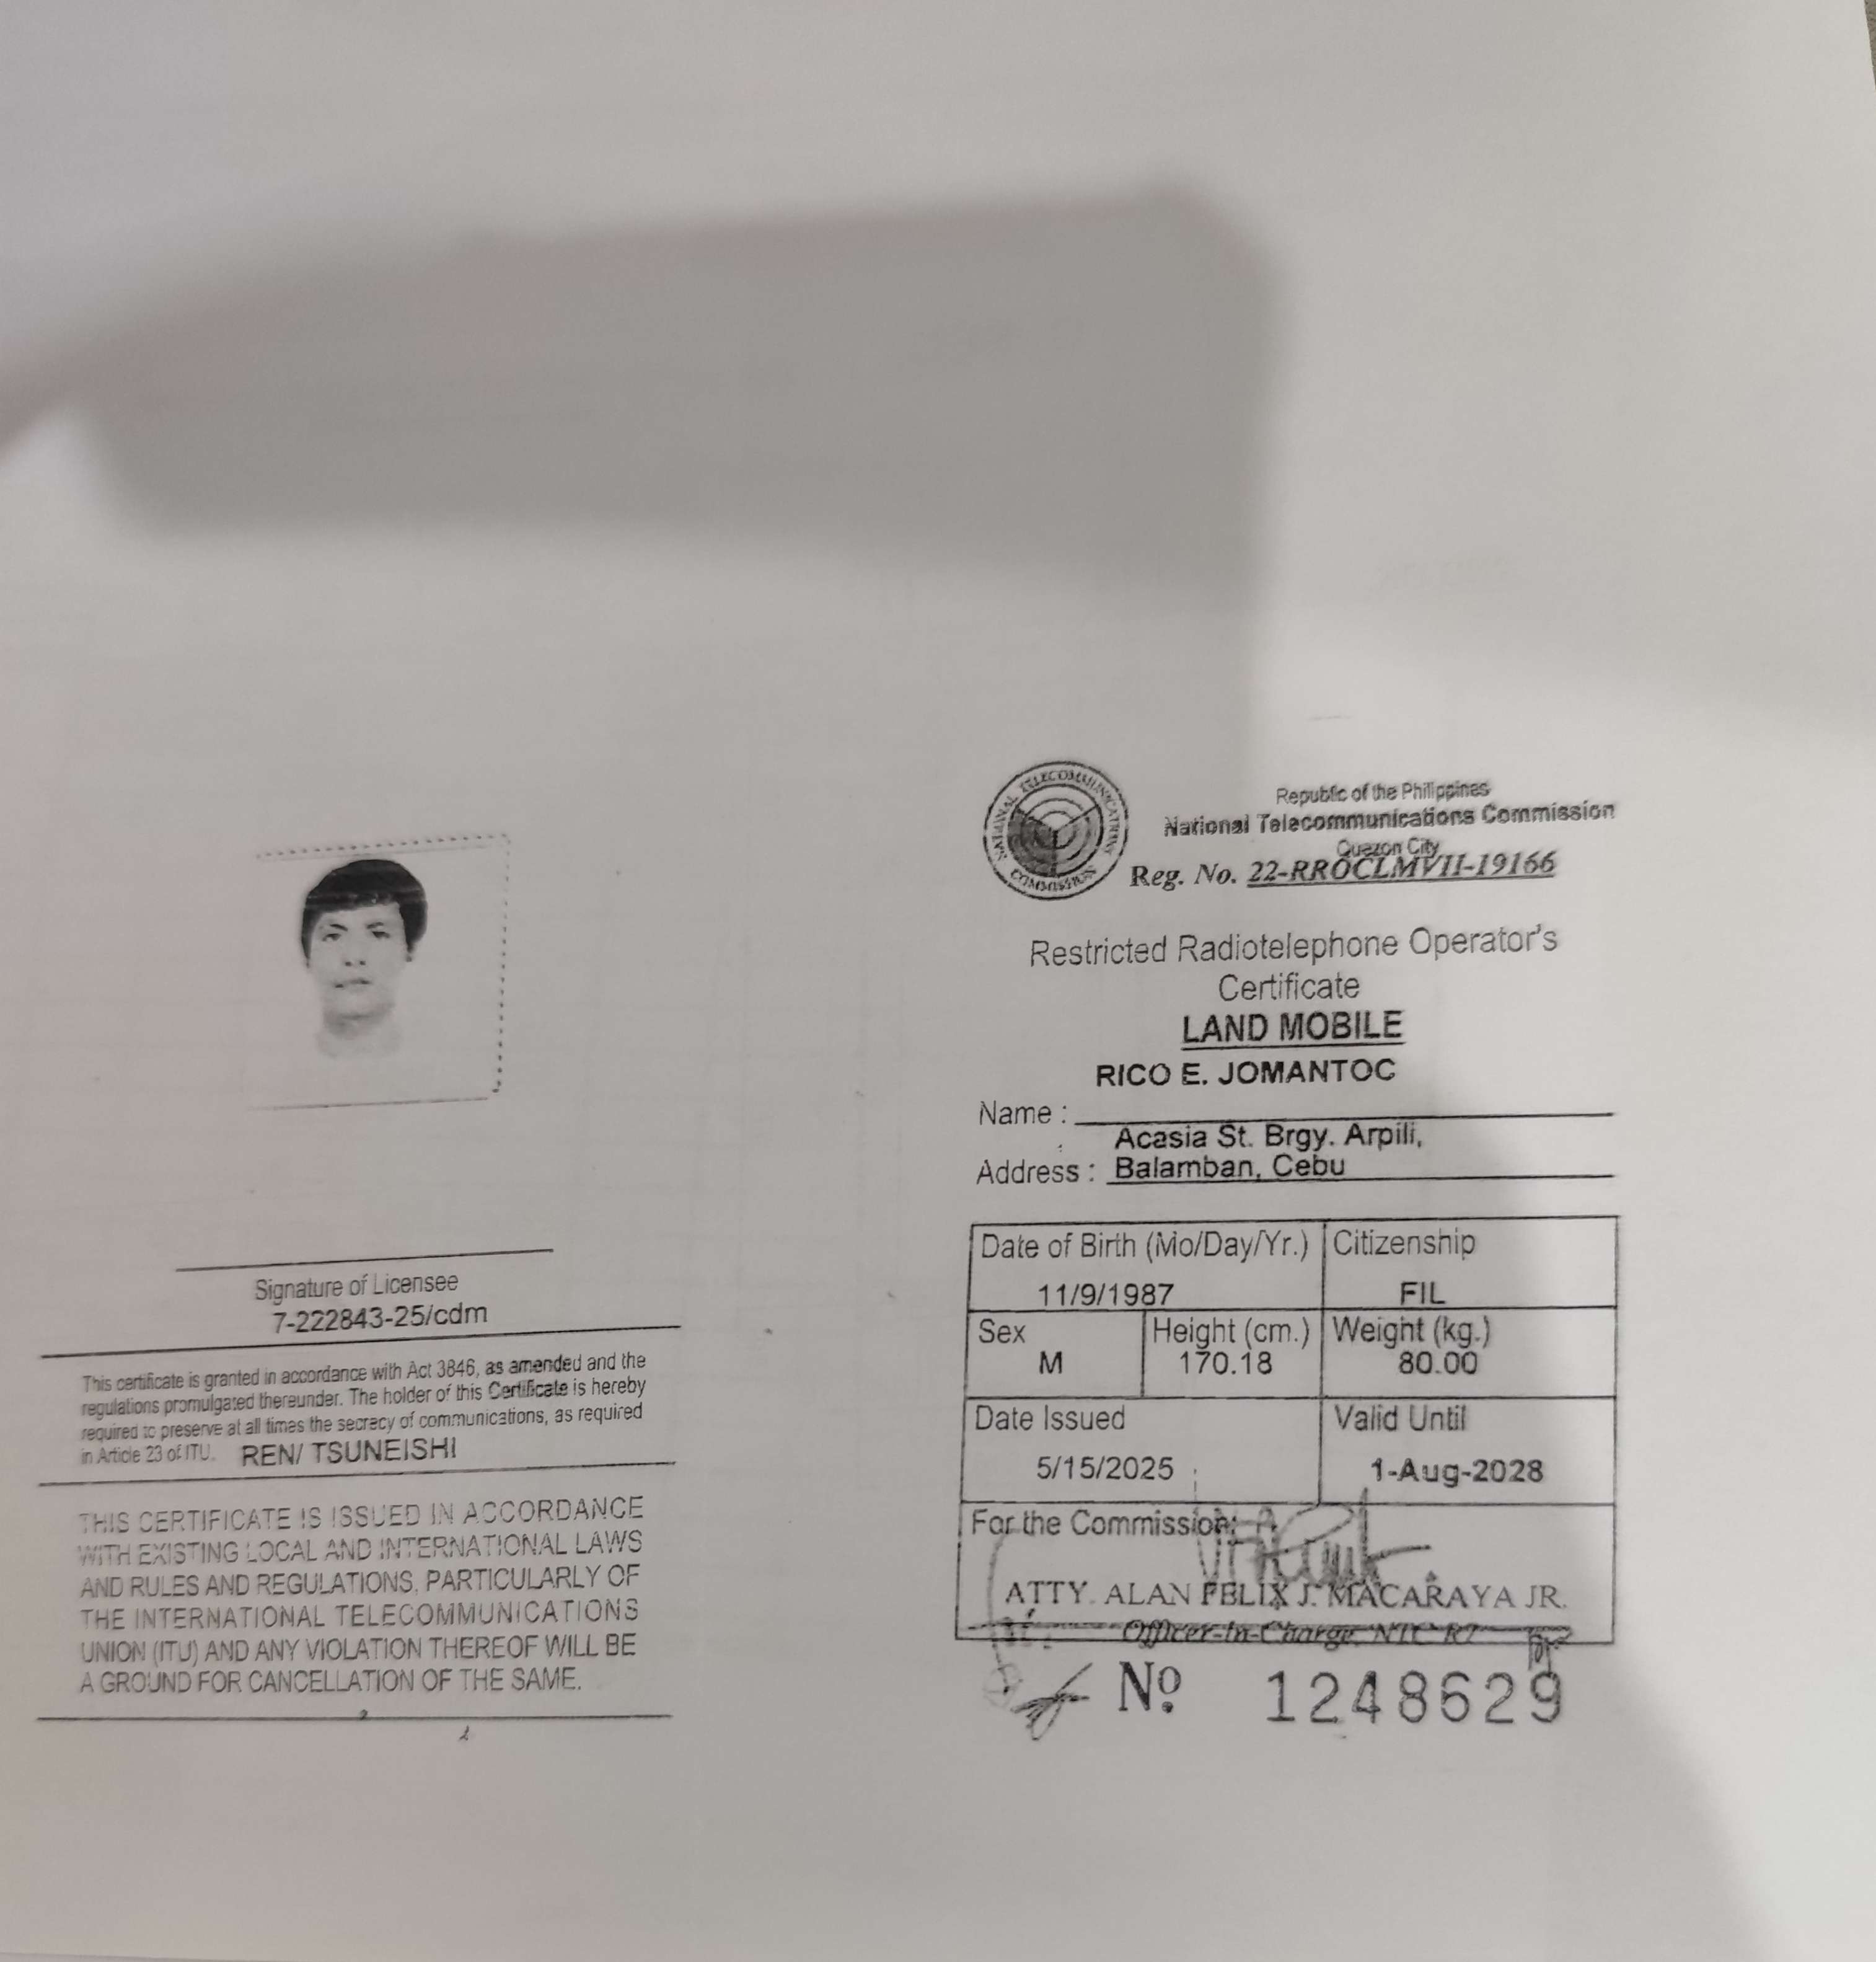 Signature of Licensee
7-222843-25/cdm
This certificate is granted in accordance with Act 3846, as amended and the
regulations promulgated thereunder. The holder of this Certificate is hereby
required to preserve at all times the secrecy of communications, as required
in Article 23 of ITU. REN/ TSUNEISHI
THIS CERTIFICATE IS ISSUED IN ACCORDANCE
WITH EXISTING LOCAL AND INTERNATIONAL LAWS
AND RULES AND REGULATIONS, PARTICULARLY OF
THE INTERNATIONAL TELECOMMUNICATIONS
UNION (ITU) AND ANY VIOLATION THEREOF WILL BE
A GROUND FOR CANCELLATION OF THE SAME.
NATIONAL TELECOMMUNICATIONS COMMISSION
Republic of the Philippines
National Telecommunications Commission
Quezon City
Reg. No. 22-RROCLMVII-19166
Restricted Radiotelephone Operator's
Certificate
LAND MOBILE
RICO E. JOMANTOC
Name :
Acasia St. Brgy. Arpili,
Address : Balamban, Cebu
Date of Birth (Mo/Day/Yr.) Citizenship
11/9/1987 FIL
Sex Height (cm.) Weight (kg.)
M 170.18 80.00
Date Issued Valid Until
5/15/2025 1-Aug-2028
For the Commission:
ATTY. ALAN FELIX J. MACARAYA JR.
Officer-In-Charge, NTC-R7
Nº 1248629